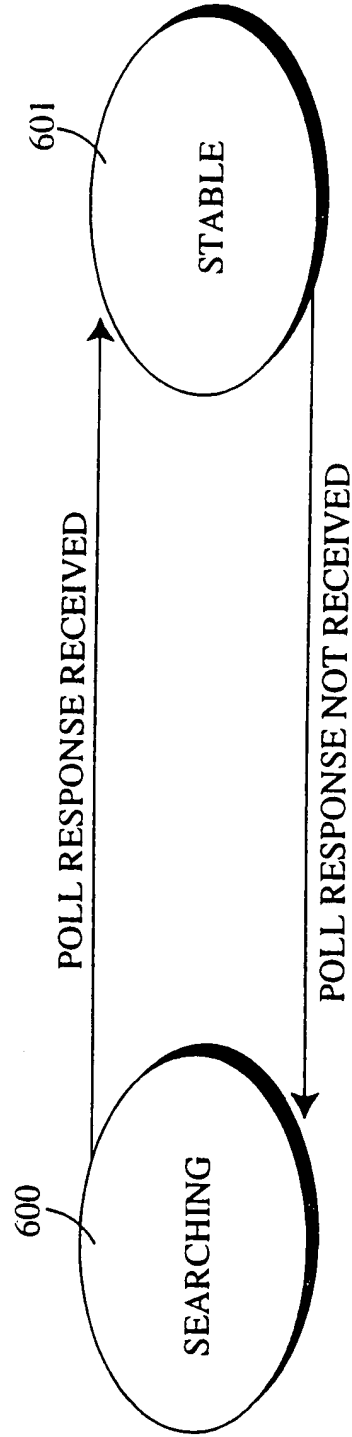 600
SEARCHING
POLL RESPONSE RECEIVED
POLL RESPONSE NOT RECEIVED
601
STABLE